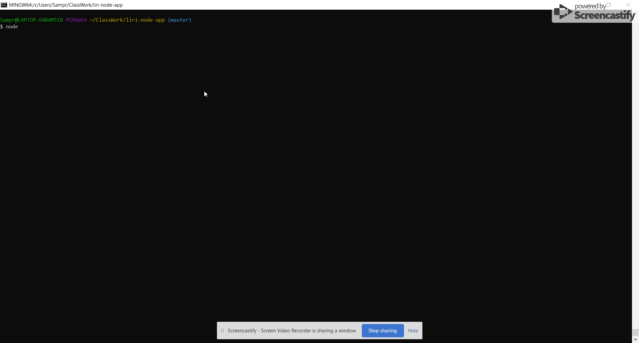 MINGW64:/c/Users/Sampr/ClassWork/liri-node-app
powered by
Screencastify
Sampr@LAPTOP-GARAMSI8 MINGW64 ~/ClassWork/liri-node-app (master)
$ node
Screencastify - Screen Video Recorder is sharing a window.
Stop sharing
Hide